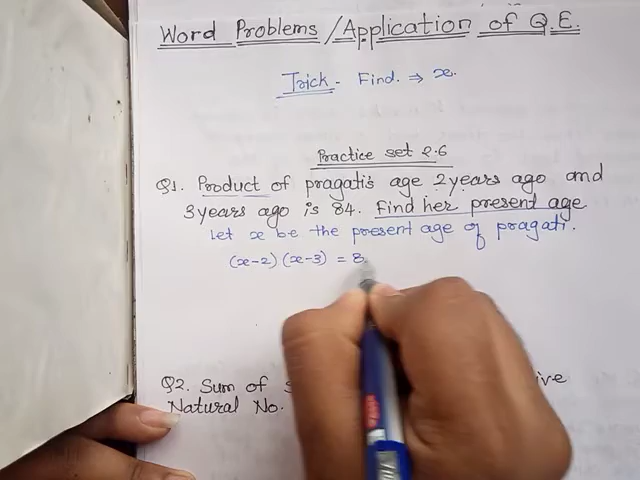 Word Problems / Application of Q.E.
Trick - Find. ⇒ x.
Practice set 2.6
Q1. Product of pragati's age 2years ago and
3years ago is 84. Find her present age
Let x be the present age of pragati.
(x-2) (x-3) = 8
Q2. Sum of
Natural No.